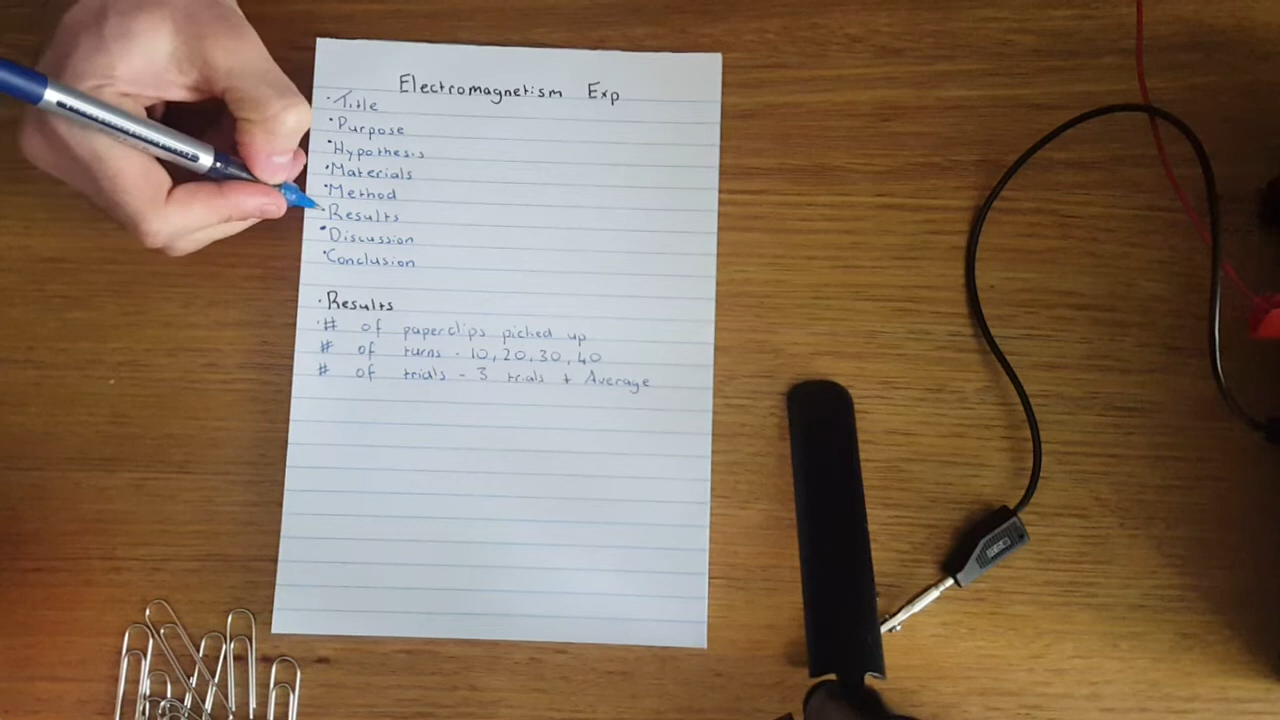 Electromagnetism Exp
· Title
· Purpose
· Hypothesis
· Materials
· Method
· Results
· Discussion
· Conclusion
· Results
· # of paperclips picked up
# of turns - 10, 20, 30, 40
# of trials - 3 trials + Average